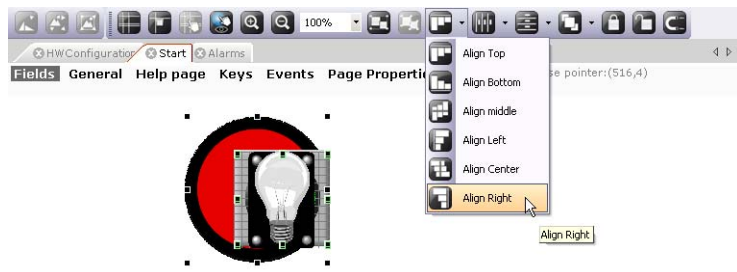 100%
HWConfiguration Start Alarms
Fields General Help page Keys Events Page Properti se pointer:(516,4)
Align Top
Align Bottom
Align middle
Align Left
Align Center
Align Right
Align Right